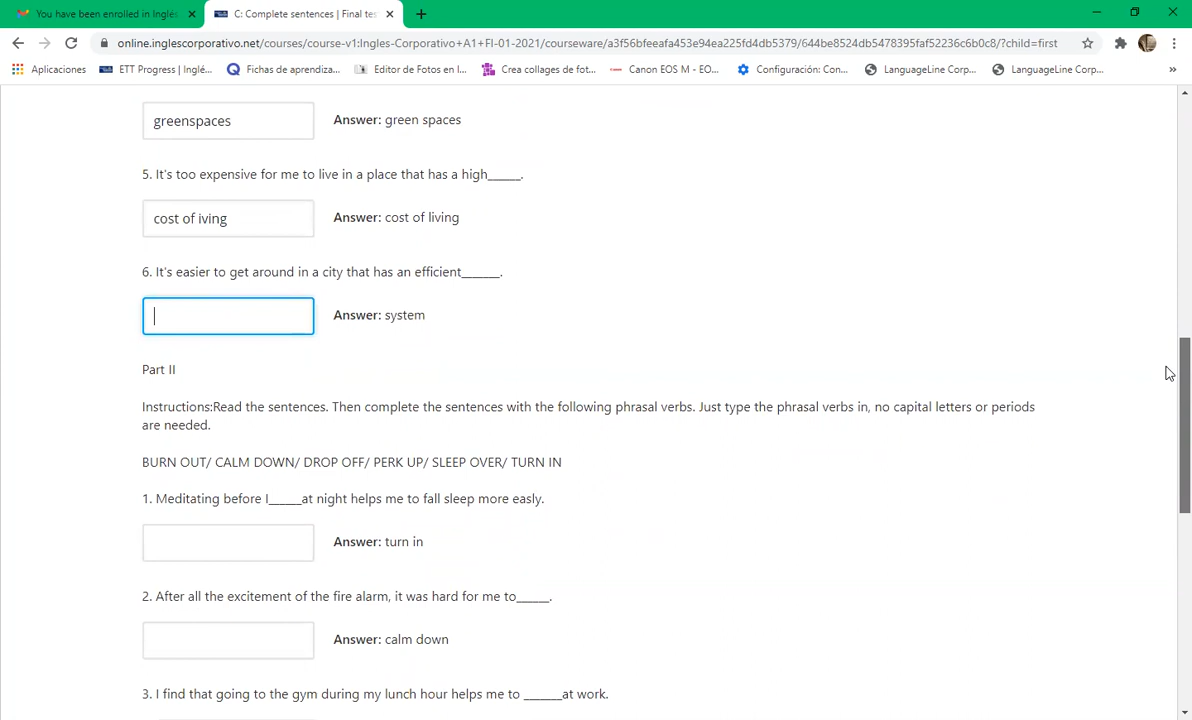 You have been enrolled in Inglés
C: Complete sentences | Final tes
online.inglescorporativo.net/courses/course-v1:Ingles-Corporativo+A1+FI-01-2021/courseware/a3f56bfeeafa453e94ea225fd4db5379/644be8524db5478395faf52236c6b0c8/?child=first
Aplicaciones
ETT Progress | Inglé...
Fichas de aprendiza...
Editor de Fotos en l...
Crea collages de fot...
Canon EOS M - EO...
Configuración: Con...
LanguageLine Corp...
LanguageLine Corp...
»
greenspaces
Answer: green spaces
5. It's too expensive for me to live in a place that has a high_____.
cost of iving
Answer: cost of living
6. It's easier to get around in a city that has an efficient______.
Answer: system
Part II
Instructions:Read the sentences. Then complete the sentences with the following phrasal verbs. Just type the phrasal verbs in, no capital letters or periods
are needed.
BURN OUT/ CALM DOWN/ DROP OFF/ PERK UP/ SLEEP OVER/ TURN IN
1. Meditating before I_____at night helps me to fall sleep more easly.
Answer: turn in
2. After all the excitement of the fire alarm, it was hard for me to_____.
Answer: calm down
3. I find that going to the gym during my lunch hour helps me to ______at work.